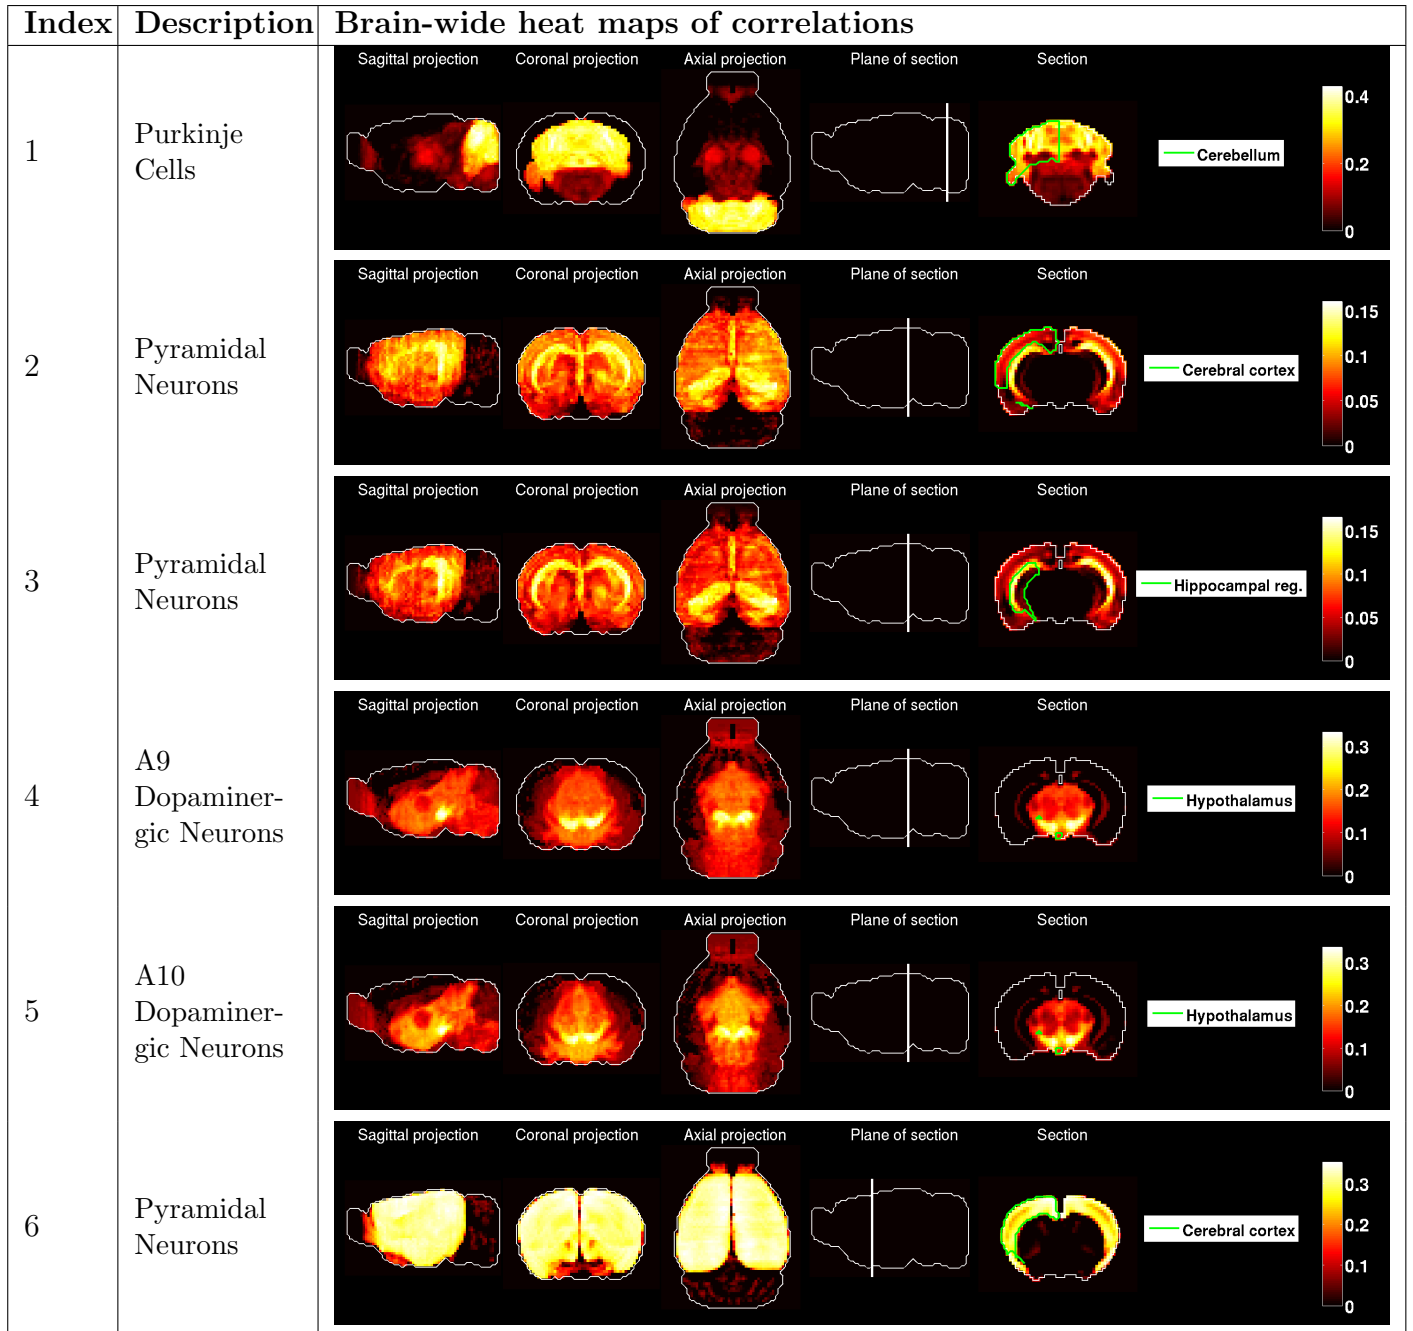 Index Description Brain-wide heat maps of correlations
Sagittal projection Coronal projection Axial projection Plane of section Section
1
Purkinje
Cells
Cerebellum
0.4
0.2
0
Sagittal projection Coronal projection Axial projection Plane of section Section
2
Pyramidal
Neurons
Cerebral cortex
0.15
0.1
0.05
0
Sagittal projection Coronal projection Axial projection Plane of section Section
3
Pyramidal
Neurons
Hippocampal reg.
0.15
0.1
0.05
0
Sagittal projection Coronal projection Axial projection Plane of section Section
4
A9
Dopaminer-
gic Neurons
Hypothalamus
0.3
0.2
0.1
0
Sagittal projection Coronal projection Axial projection Plane of section Section
5
A10
Dopaminer-
gic Neurons
Hypothalamus
0.3
0.2
0.1
0
Sagittal projection Coronal projection Axial projection Plane of section Section
6
Pyramidal
Neurons
Cerebral cortex
0.3
0.2
0.1
0